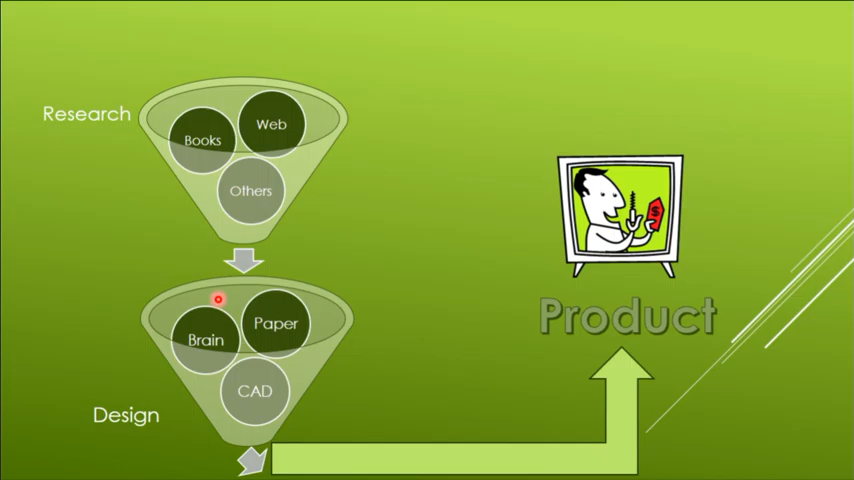 Research
Web
Books
Others
Paper
Brain
CAD
Design
$
Product